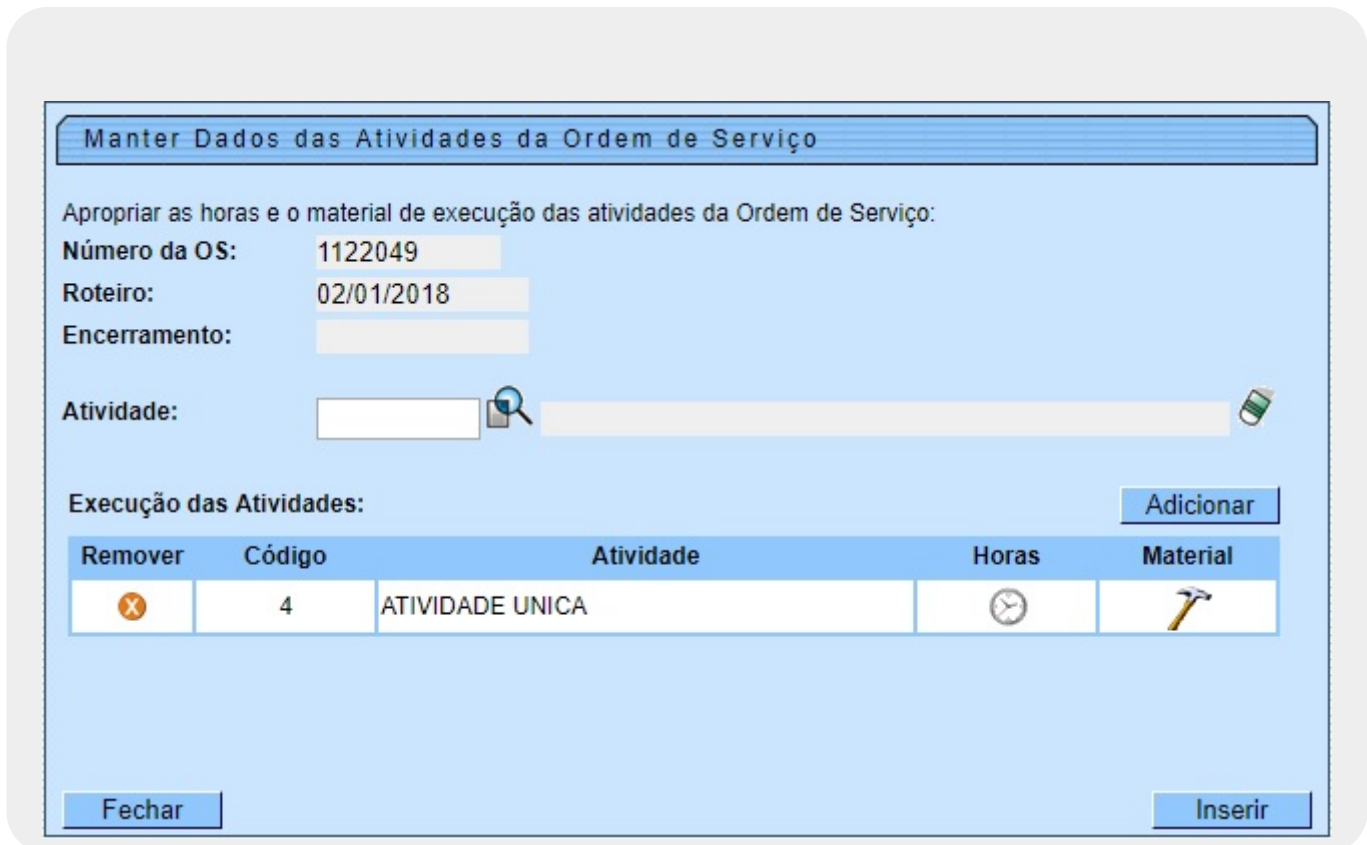 Manter Dados das Atividades da Ordem de Serviço
Apropriar as horas e o material de execução das atividades da Ordem de Serviço:
Número da OS: 1122049
Roteiro: 02/01/2018
Encerramento:
Atividade:
Execução das Atividades: Adicionar
Remover Código Atividade Horas Material
4 ATIVIDADE UNICA
Fechar Inserir